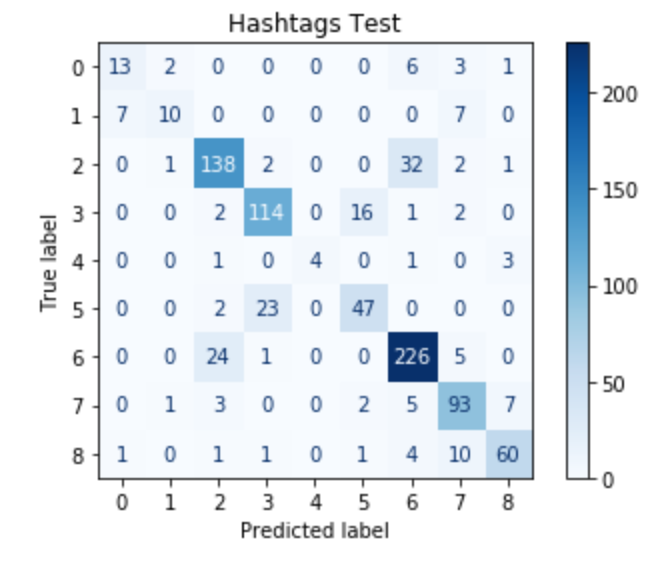 Hashtags Test
0 13 2 0 0 0 0 6 3 1
1 7 10 0 0 0 0 0 7 0
2 0 1 138 2 0 0 32 2 1
3 0 0 2 114 0 16 1 2 0
4 0 0 1 0 4 0 1 0 3
5 0 0 2 23 0 47 0 0 0
6 0 0 24 1 0 0 226 5 0
7 0 1 3 0 0 2 5 93 7
8 1 0 1 1 0 1 4 10 60
0 1 2 3 4 5 6 7 8
Predicted label
True label
200
150
100
50
0